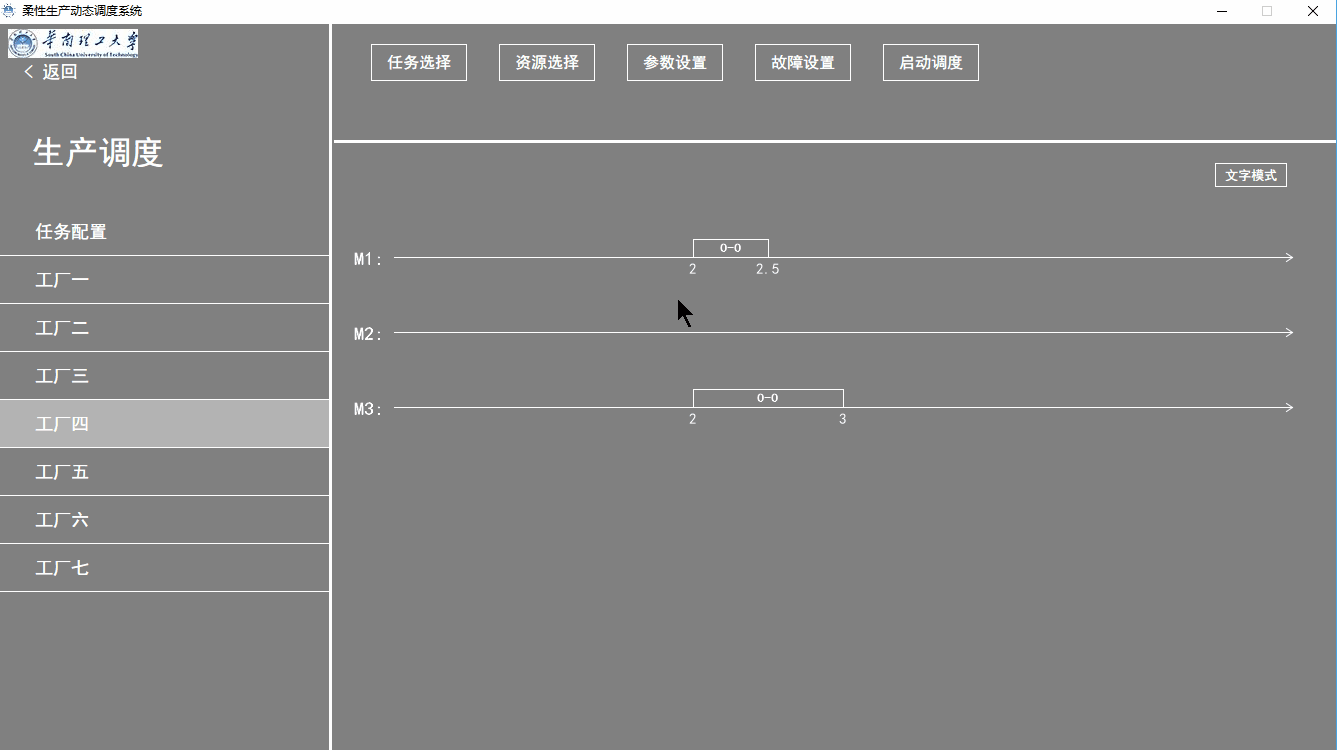 柔性生产动态调度系统
华南理工大学
South China University of Technology
返回
生产调度
任务配置
工厂一
工厂二
工厂三
工厂四
工厂五
工厂六
工厂七
任务选择 资源选择 参数设置 故障设置 启动调度
文字模式
M1: 0-0
2 2.5
M2:
M3: 0-0
2 3